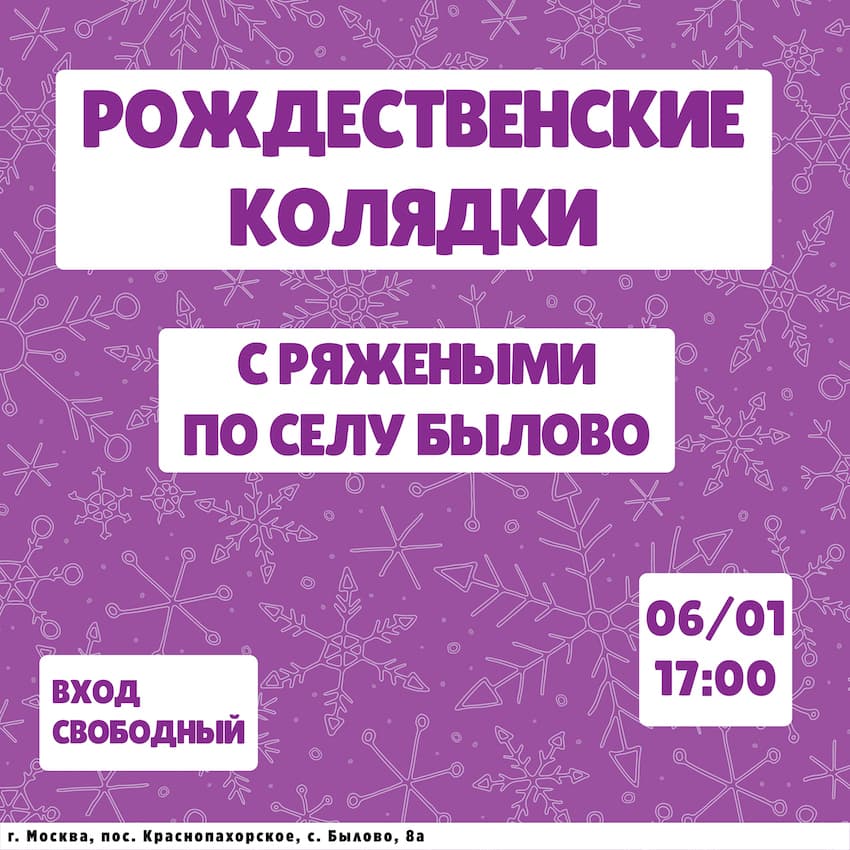 РОЖДЕСТВЕНСКИЕ
КОЛЯДКИ
С РЯЖЕНЫМИ
ПО СЕЛУ БЫЛОВО
06/01
17:00
ВХОД
СВОБОДНЫЙ
г. Москва, пос. Краснопахорское, с. Былово, 8а